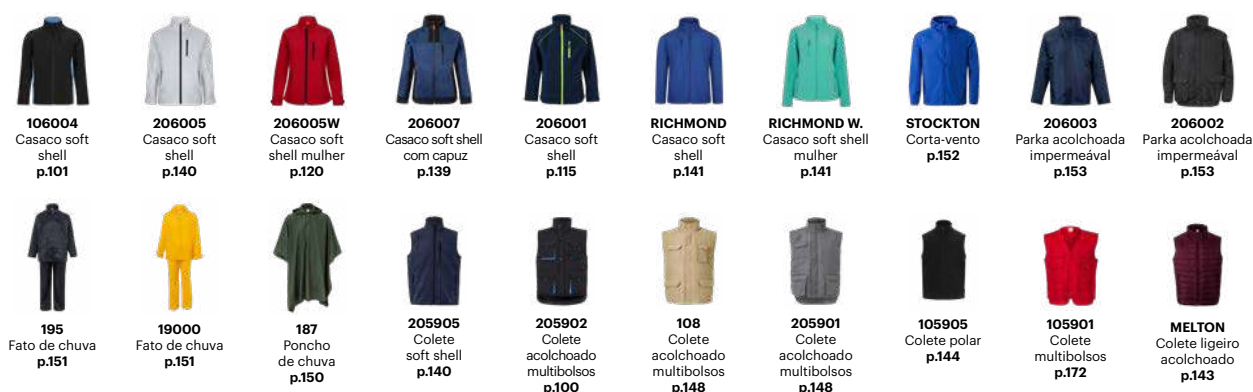 106004
Casaco soft
shell
p.101
206005
Casaco soft
shell
p.140
206005W
Casaco soft
shell mulher
p.120
206007
Casaco soft shell
com capuz
p.139
206001
Casaco soft
shell
p.115
RICHMOND
Casaco soft
shell
p.141
RICHMOND W.
Casaco soft shell
mulher
p.141
STOCKTON
Corta-vento
p.152
206003
Parka acolchoada
impermeával
p.153
206002
Parka acolchoada
impermeával
p.153
195
Fato de chuva
p.151
19000
Fato de chuva
p.151
187
Poncho
de chuva
p.150
205905
Colete
soft shell
p.140
205902
Colete
acolchoado
multibolsos
p.100
108
Colete
acolchoado
multibolsos
p.148
205901
Colete
acolchoado
multibolsos
p.148
105905
Colete polar
p.144
105901
Colete
multibolsos
p.172
MELTON
Colete ligeiro
acolchoado
p.143